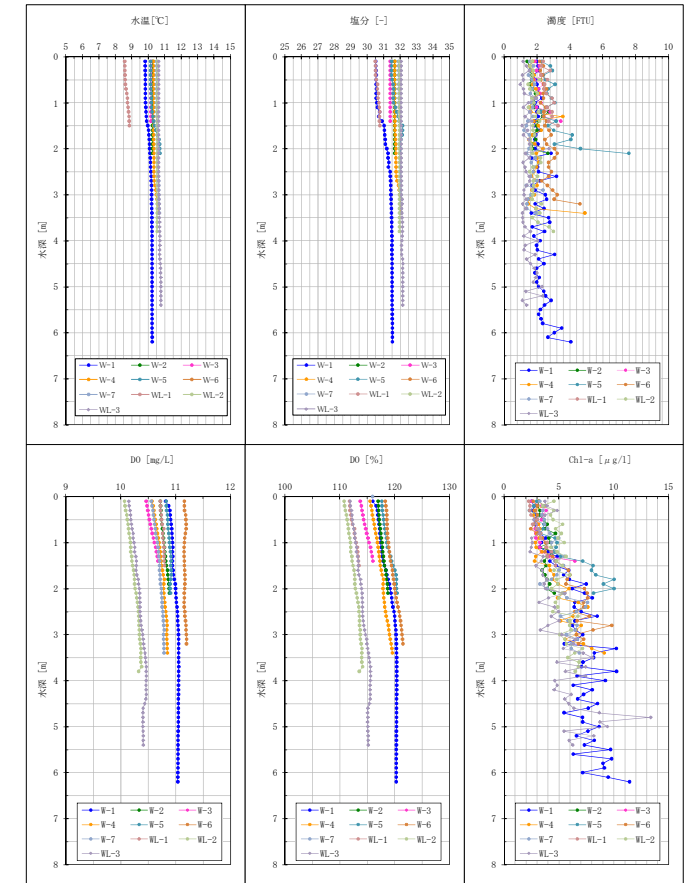 水温[℃]
5 6 7 8 9 10 11 12 13 14 15
0
1
2
3
4
5
6
7
8
水深 [m]
W-1 W-2 W-3
W-4 W-5 W-6
W-7 WL-1 WL-2
WL-3
塩分 [-]
25 26 27 28 29 30 31 32 33 34 35
0
1
2
3
4
5
6
7
8
水深 [m]
W-1 W-2 W-3
W-4 W-5 W-6
W-7 WL-1 WL-2
WL-3
濁度 [FTU]
0 2 4 6 8 10
0
1
2
3
4
5
6
7
8
水深 [m]
W-1 W-2 W-3
W-4 W-5 W-6
W-7 WL-1 WL-2
WL-3
DO [mg/L]
9 10 11 12
0
1
2
3
4
5
6
7
8
水深 [m]
W-1 W-2 W-3
W-4 W-5 W-6
W-7 WL-1 WL-2
WL-3
DO [%]
100 110 120 130
0
1
2
3
4
5
6
7
8
水深 [m]
W-1 W-2 W-3
W-4 W-5 W-6
W-7 WL-1 WL-2
WL-3
Chl-a [μg/l]
0 5 10 15
0
1
2
3
4
5
6
7
8
水深 [m]
W-1 W-2 W-3
W-4 W-5 W-6
W-7 WL-1 WL-2
WL-3